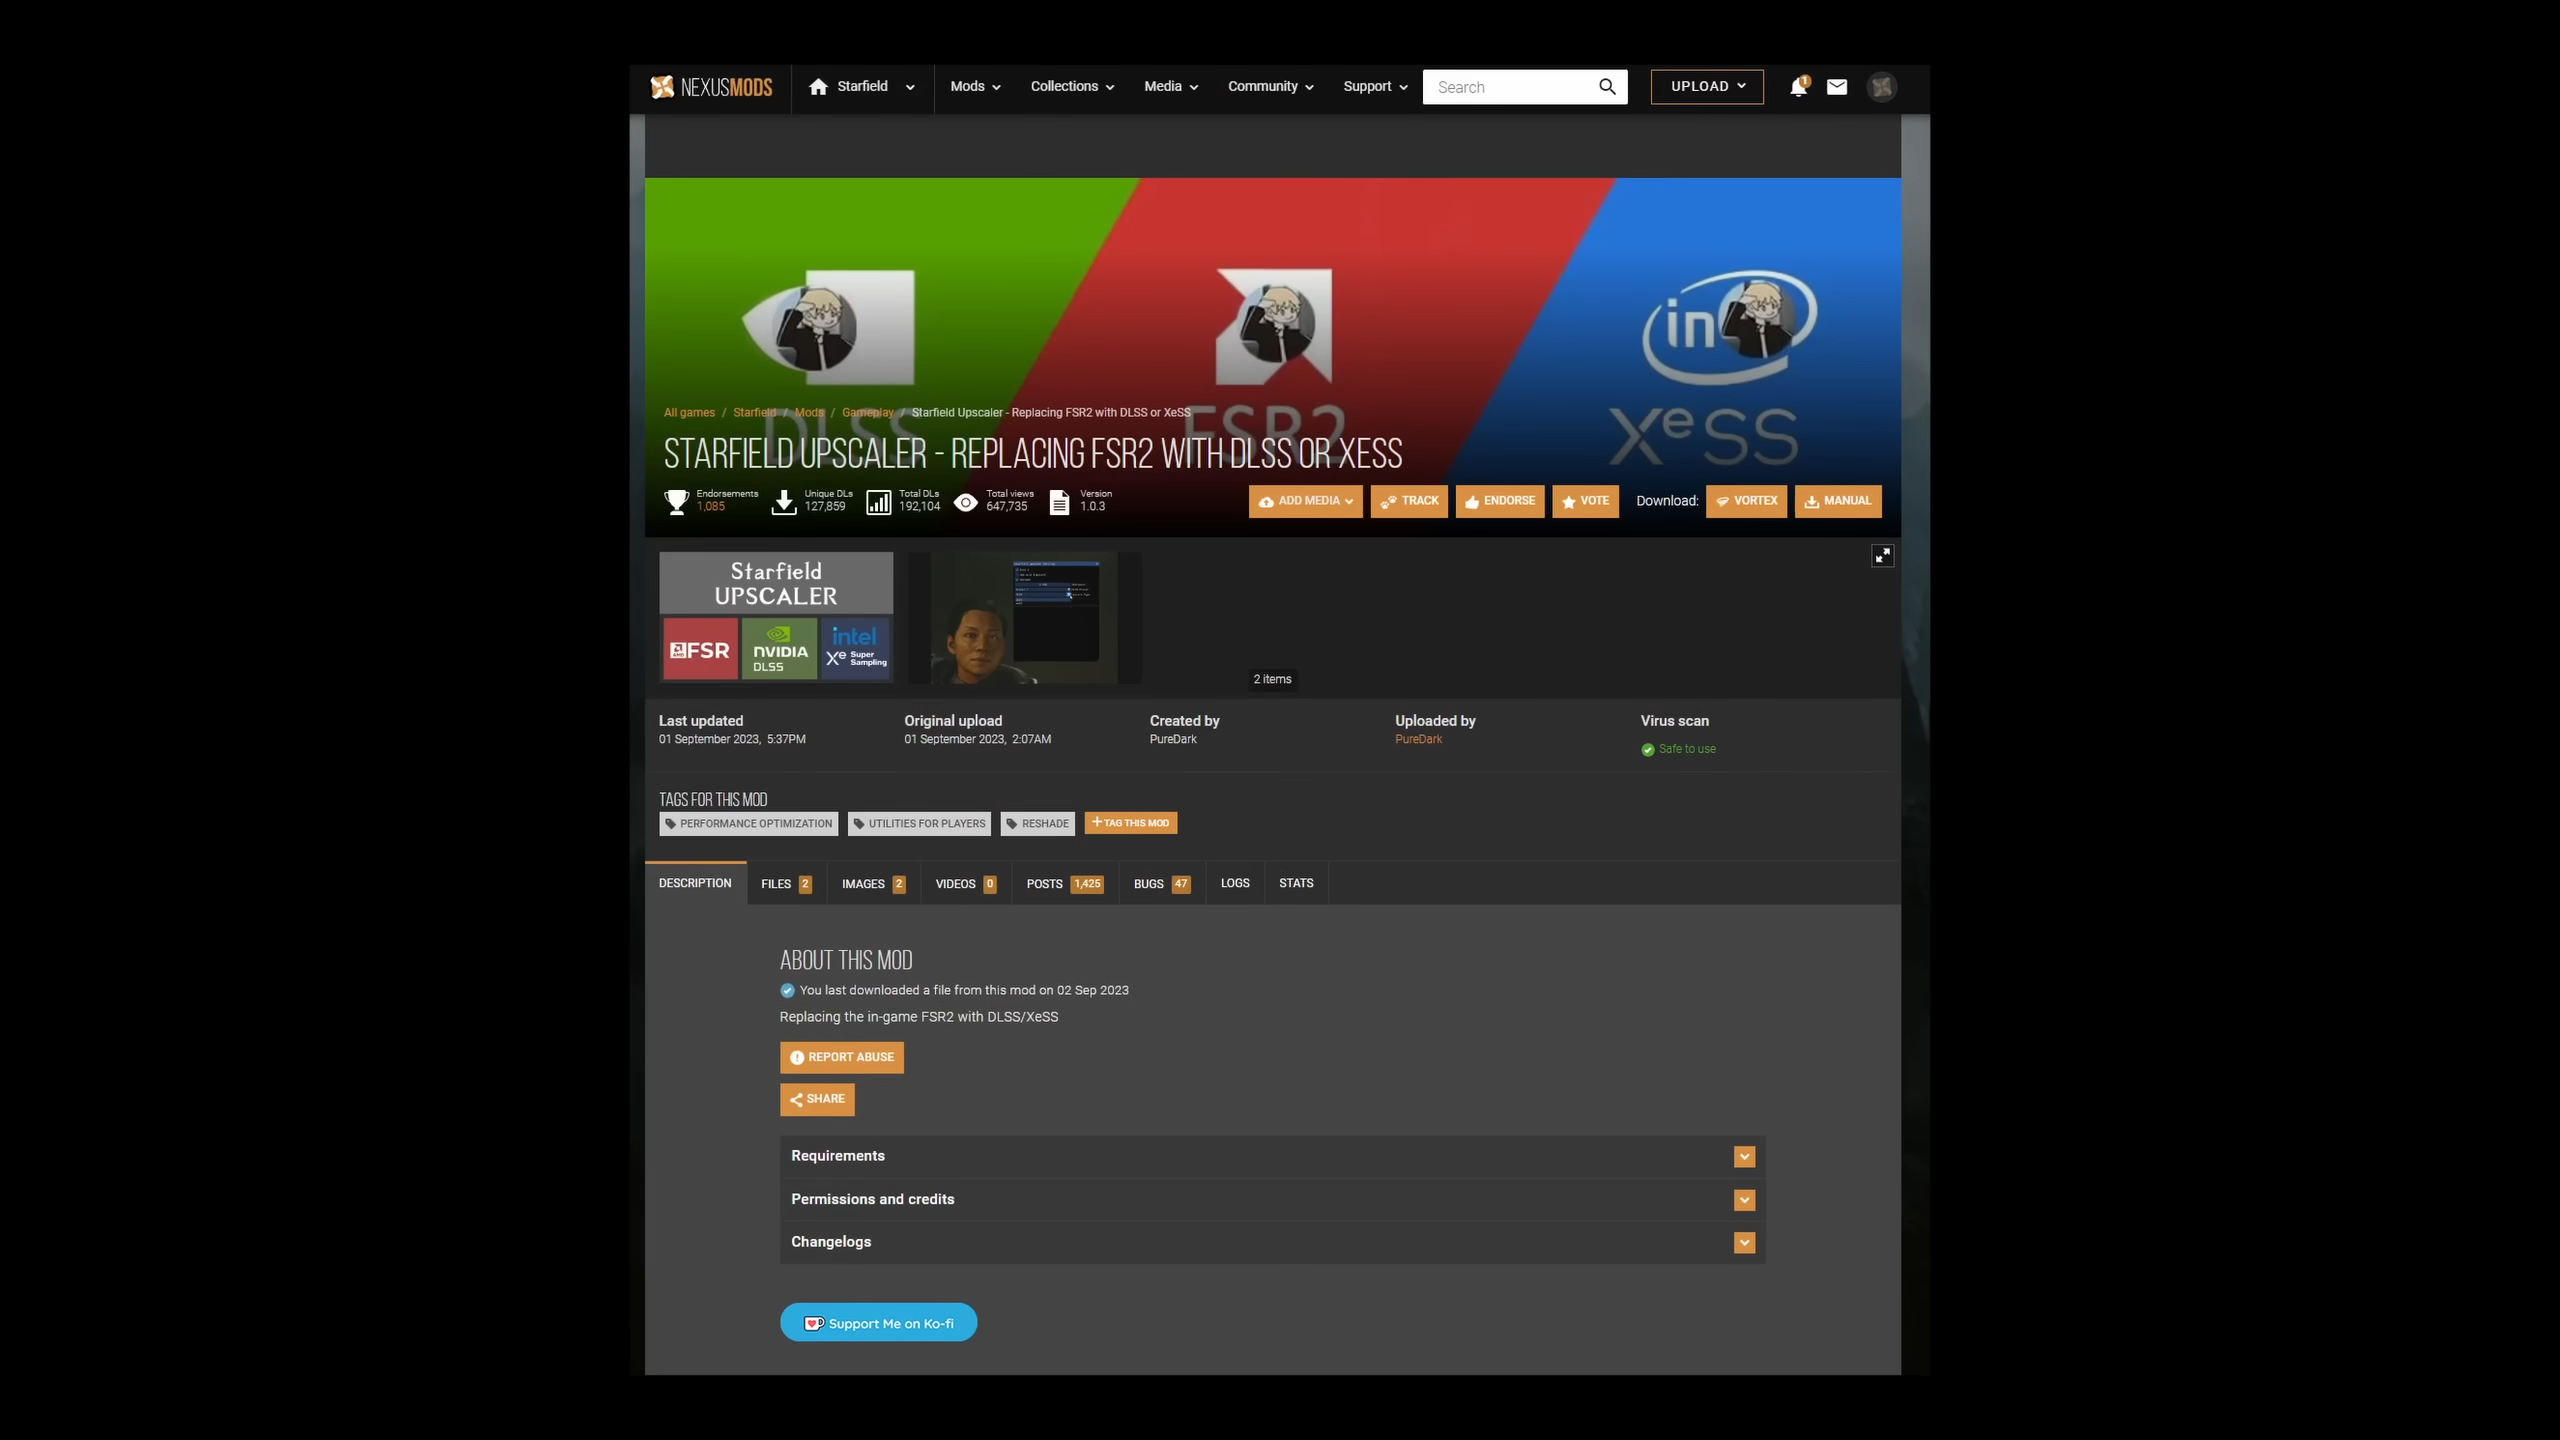 NEXUSMODS
Starfield
Mods
Collections
Media
Community
Support
Search
UPLOAD
1
in
DLSS
FSR2
XeSS
All games / Starfield / Mods / Gameplay / Starfield Upscaler - Replacing FSR2 with DLSS or XeSS
STARFIELD UPSCALER - REPLACING FSR2 WITH DLSS OR XESS
Endorsements
1,085
Unique DLs
127,859
Total DLs
192,104
Total views
647,735
Version
1.0.3
ADD MEDIA
TRACK
ENDORSE
VOTE
Download:
VORTEX
MANUAL
Starfield
UPSCALER
AMD FSR
NVIDIA
DLSS
intel
Xe Super
Sampling
2 items
Last updated
01 September 2023, 5:37PM
Original upload
01 September 2023, 2:07AM
Created by
PureDark
Uploaded by
PureDark
Virus scan
Safe to use
TAGS FOR THIS MOD
PERFORMANCE OPTIMIZATION
UTILITIES FOR PLAYERS
RESHADE
+ TAG THIS MOD
DESCRIPTION
FILES 2
IMAGES 2
VIDEOS 0
POSTS 1,425
BUGS 47
LOGS
STATS
ABOUT THIS MOD
You last downloaded a file from this mod on 02 Sep 2023
Replacing the in-game FSR2 with DLSS/XeSS
REPORT ABUSE
SHARE
Requirements
Permissions and credits
Changelogs
Support Me on Ko-fi